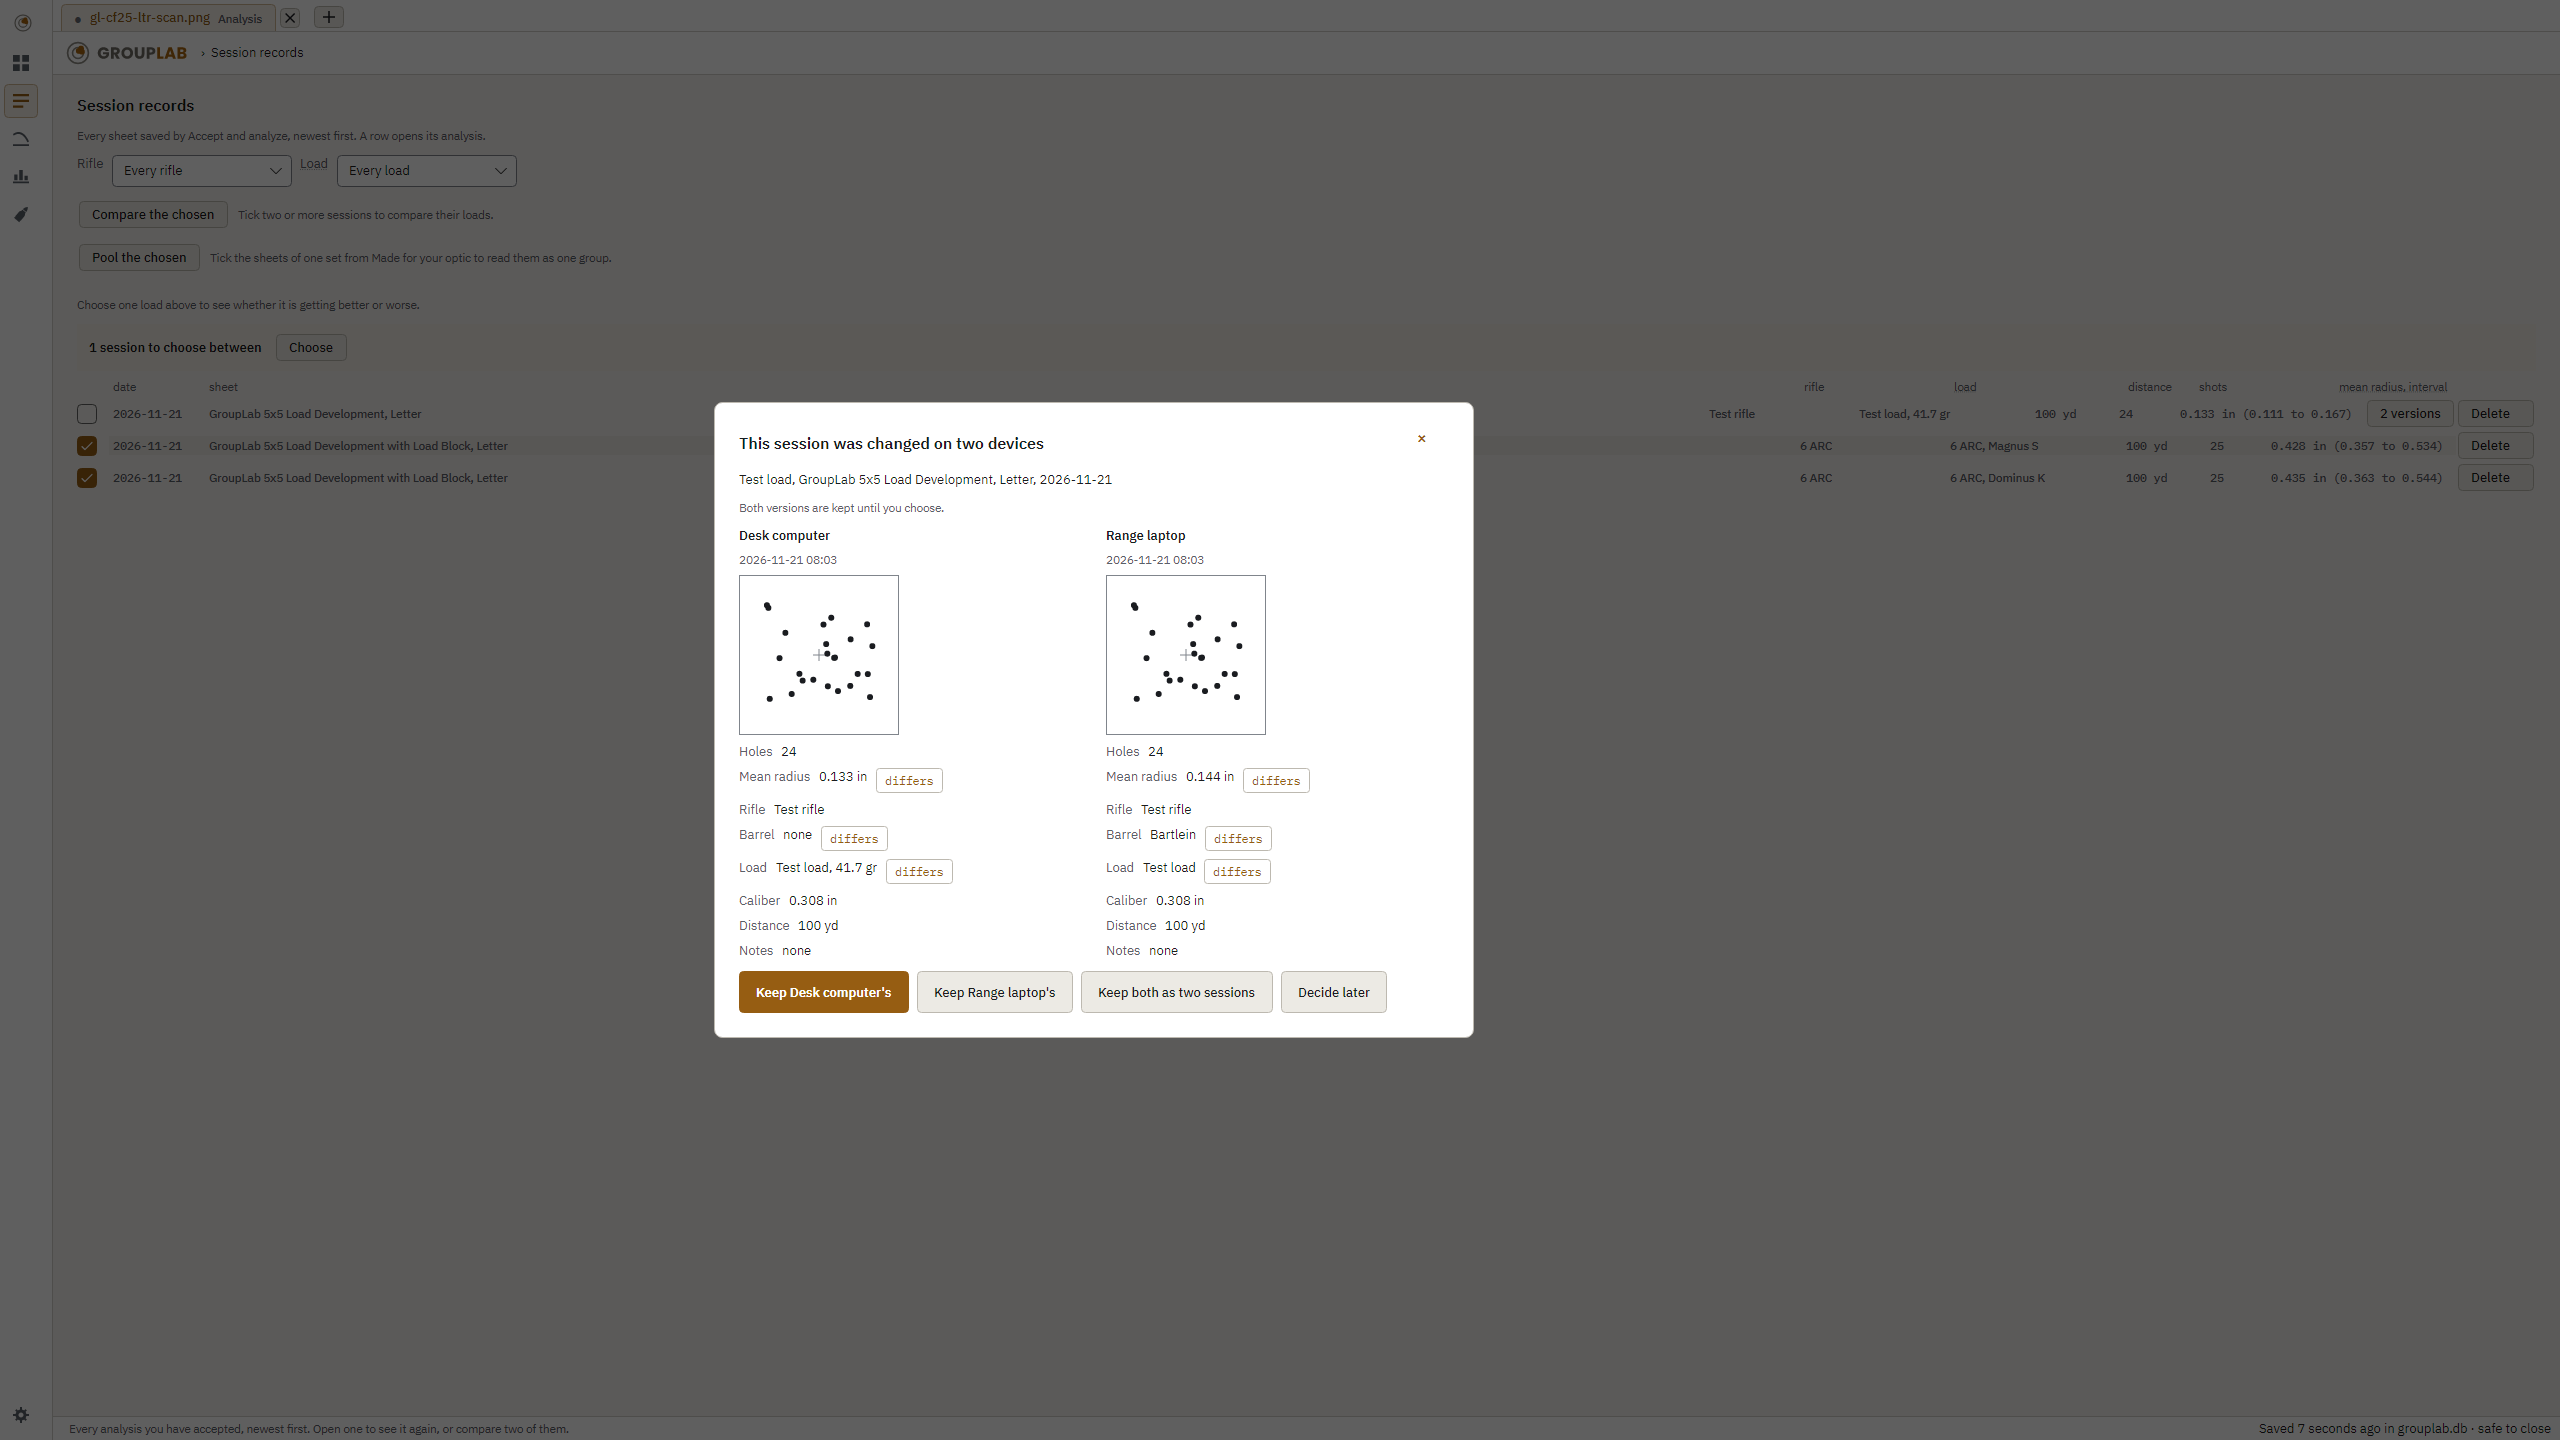 gl-cf25-ltr-scan.png Analysis
GROUPLAB › Session records
Session records
Every sheet saved by Accept and analyze, newest first. A row opens its analysis.
Rifle Every rifle Load Every load
Compare the chosen Tick two or more sessions to compare their loads.
Pool the chosen Tick the sheets of one set from Made for your optic to read them as one group.
Choose one load above to see whether it is getting better or worse.
1 session to choose between Choose
date sheet rifle load distance shots mean radius, interval
2026-11-21 GroupLab 5x5 Load Development, Letter Test rifle Test load, 41.7 gr 100 yd 24 0.133 in (0.111 to 0.167) 2 versions Delete
2026-11-21 GroupLab 5x5 Load Development with Load Block, Letter 6 ARC 6 ARC, Magnus S 100 yd 25 0.428 in (0.357 to 0.534) Delete
2026-11-21 GroupLab 5x5 Load Development with Load Block, Letter 6 ARC 6 ARC, Dominus K 100 yd 25 0.435 in (0.363 to 0.544) Delete
This session was changed on two devices
Test load, GroupLab 5x5 Load Development, Letter, 2026-11-21
Both versions are kept until you choose.
Desk computer
2026-11-21 08:03
Holes 24
Mean radius 0.133 in differs
Rifle Test rifle
Barrel none differs
Load Test load, 41.7 gr differs
Caliber 0.308 in
Distance 100 yd
Notes none
Range laptop
2026-11-21 08:03
Holes 24
Mean radius 0.144 in differs
Rifle Test rifle
Barrel Bartlein differs
Load Test load differs
Caliber 0.308 in
Distance 100 yd
Notes none
Keep Desk computer's Keep Range laptop's Keep both as two sessions Decide later
Every analysis you have accepted, newest first. Open one to see it again, or compare two of them.
Saved 7 seconds ago in grouplab.db · safe to close